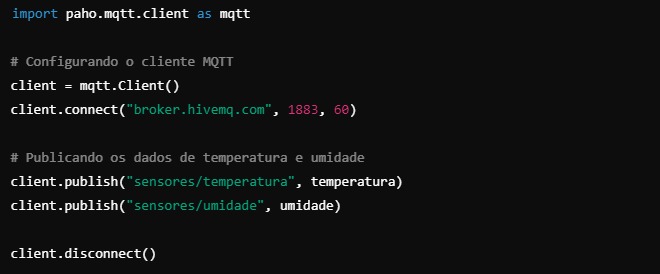 import paho.mqtt.client as mqtt
# Configurando o cliente MQTT
client = mqtt.Client()
client.connect("broker.hivemq.com", 1883, 60)
# Publicando os dados de temperatura e umidade
client.publish("sensores/temperatura", temperatura)
client.publish("sensores/umidade", umidade)
client.disconnect()